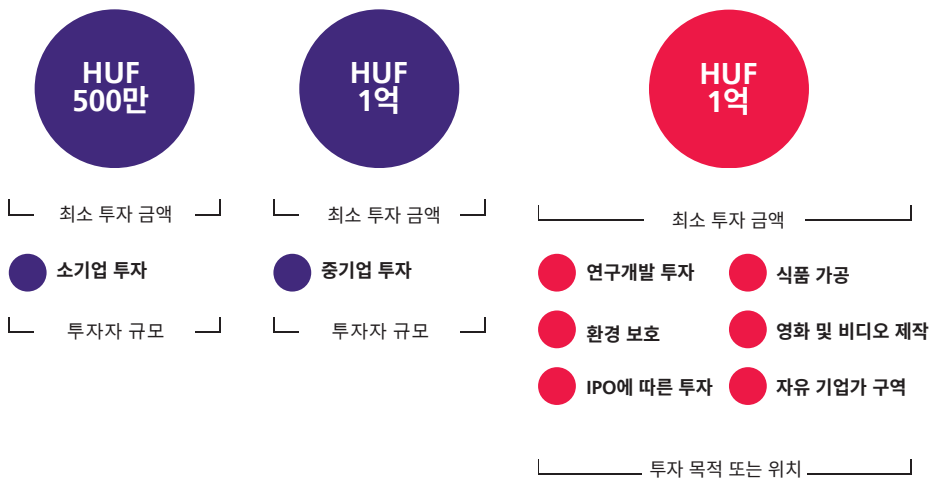 HUF
500만
최소 투자 금액
소기업 투자
투자자 규모
HUF
1억
최소 투자 금액
중기업 투자
투자자 규모
HUF
1억
최소 투자 금액
연구개발 투자
식품 가공
환경 보호
영화 및 비디오 제작
IPO에 따른 투자
자유 기업가 구역
투자 목적 또는 위치